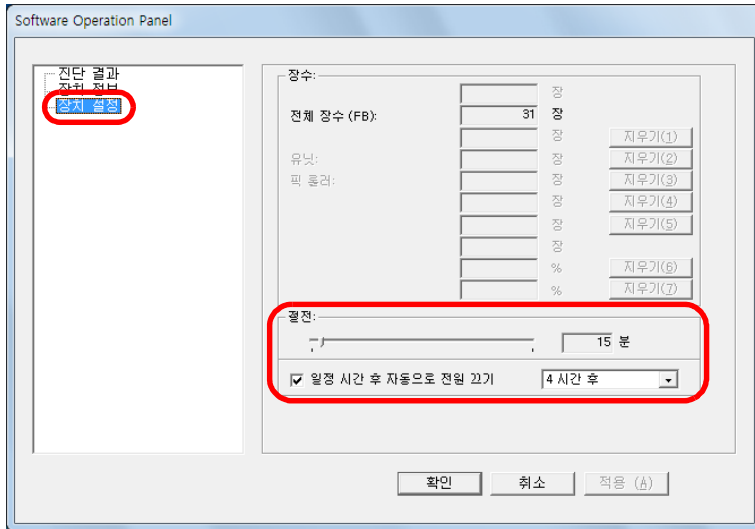 Software Operation Panel
진단 결과
장치 정보
장치 설정
장수:
장
전체 장수 (FB): 31 장
장 지우기(1)
유닛: 장 지우기(2)
픽 롤러: 장 지우기(3)
장 지우기(4)
장 지우기(5)
장
% 지우기(6)
% 지우기(7)
절전:
15 분
일정 시간 후 자동으로 전원 끄기 4 시간 후
확인 취소 적용 (A)